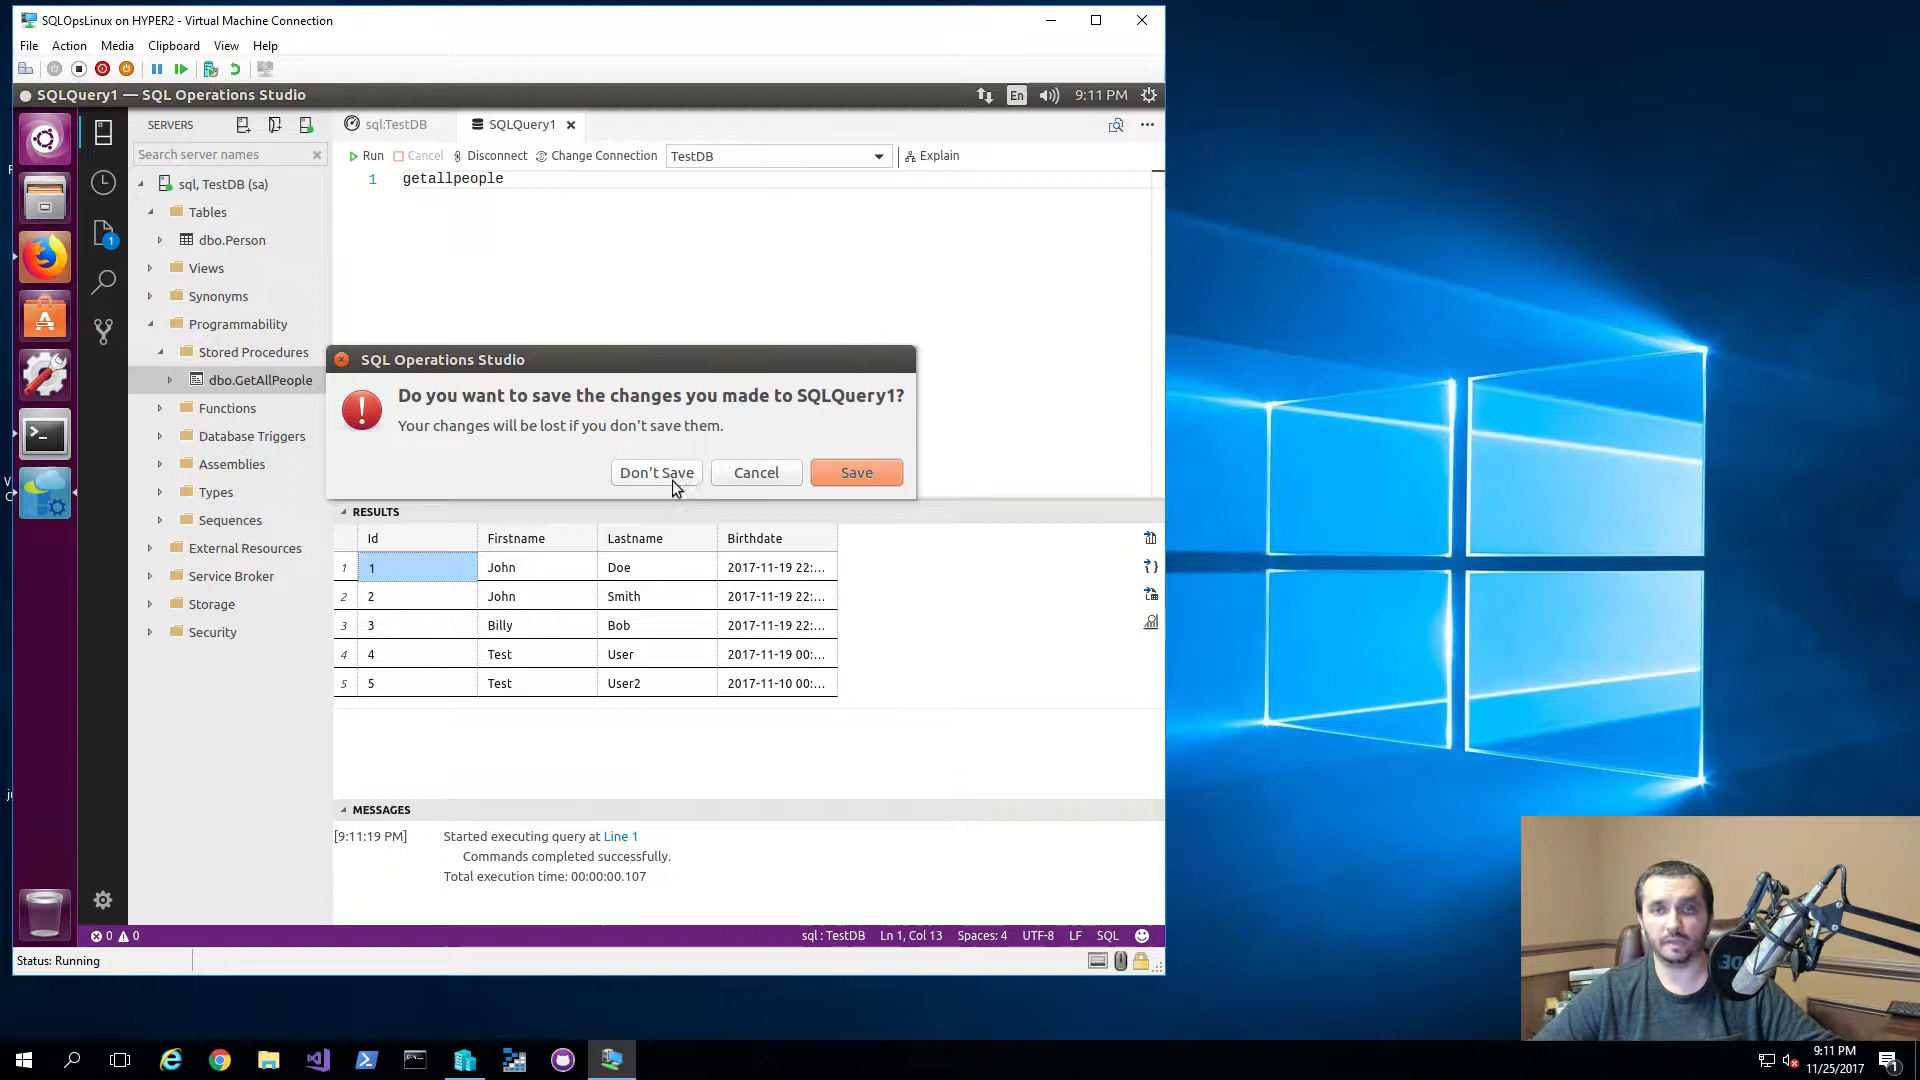 SQLOpsLinux on HYPER2 - Virtual Machine Connection
File Action Media Clipboard View Help
SQLQuery1 — SQL Operations Studio
En
9:11 PM
SERVERS
sql:TestDB
SQLQuery1
Search server names
Run Cancel Disconnect Change Connection TestDB Explain
1 getallpeople
sql, TestDB (sa)
Tables
dbo.Person
Views
Synonyms
Programmability
Stored Procedures
dbo.GetAllPeople
Functions
Database Triggers
Assemblies
Types
Sequences
External Resources
Service Broker
Storage
Security
1
SQL Operations Studio
Do you want to save the changes you made to SQLQuery1?
Your changes will be lost if you don't save them.
Don't Save Cancel Save
RESULTS
Id Firstname Lastname Birthdate
1 1 John Doe 2017-11-19 22:...
2 2 John Smith 2017-11-19 22:...
3 3 Billy Bob 2017-11-19 22:...
4 4 Test User 2017-11-19 00:...
5 5 Test User2 2017-11-10 00:...
MESSAGES
[9:11:19 PM] Started executing query at Line 1
Commands completed successfully.
Total execution time: 00:00:00.107
0 0
sql : TestDB Ln 1, Col 13 Spaces: 4 UTF-8 LF SQL
Status: Running
9:11 PM
11/25/2017
1